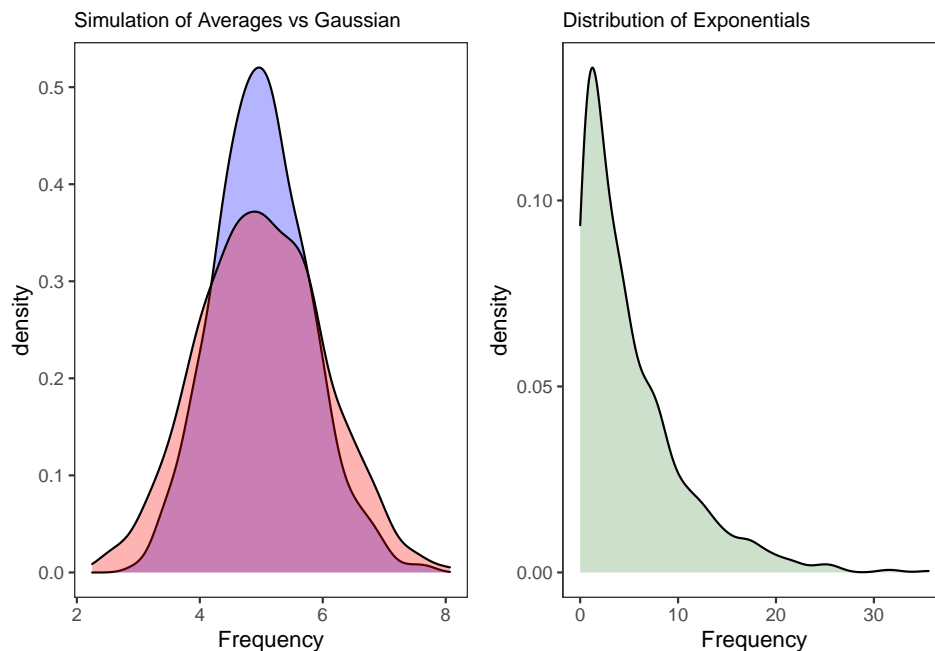 Simulation of Averages vs Gaussian
density
0.5
0.4
0.3
0.2
0.1
0.0
2 4 6 8
Frequency
Distribution of Exponentials
density
0.10
0.05
0.00
0 10 20 30
Frequency